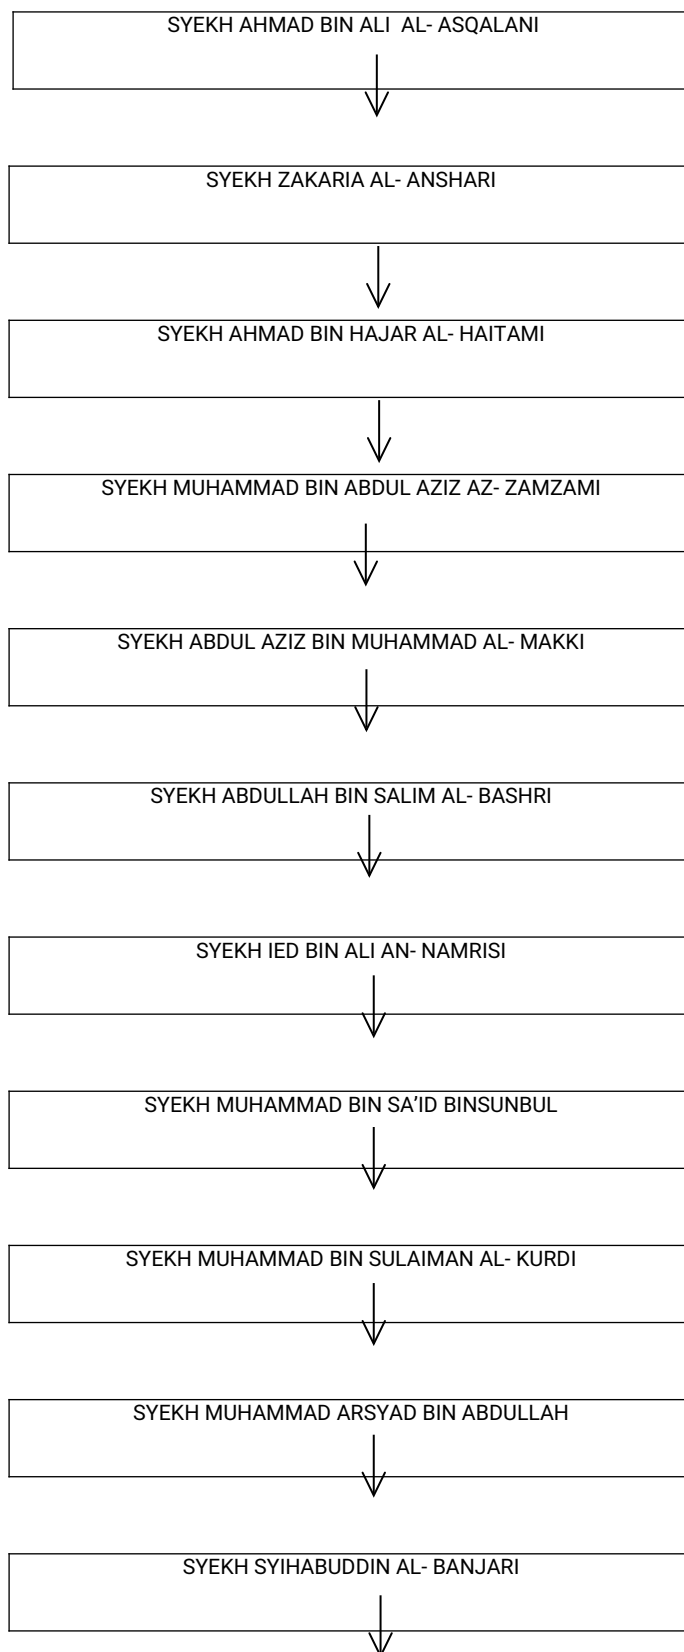 SYEKH AHMAD BIN ALI AL- ASQALANI
SYEKH ZAKARIA AL- ANSHARI
SYEKH AHMAD BIN HAJAR AL- HAITAMI
SYEKH MUHAMMAD BIN ABDUL AZIZ AZ- ZAMZAMI
SYEKH ABDUL AZIZ BIN MUHAMMAD AL- MAKKI
SYEKH ABDULLAH BIN SALIM AL- BASHRI
SYEKH IED BIN ALI AN- NAMRISI
SYEKH MUHAMMAD BIN SA’ID BINSUNBUL
SYEKH MUHAMMAD BIN SULAIMAN AL- KURDI
SYEKH MUHAMMAD ARSYAD BIN ABDULLAH
SYEKH SYIHABUDDIN AL- BANJARI